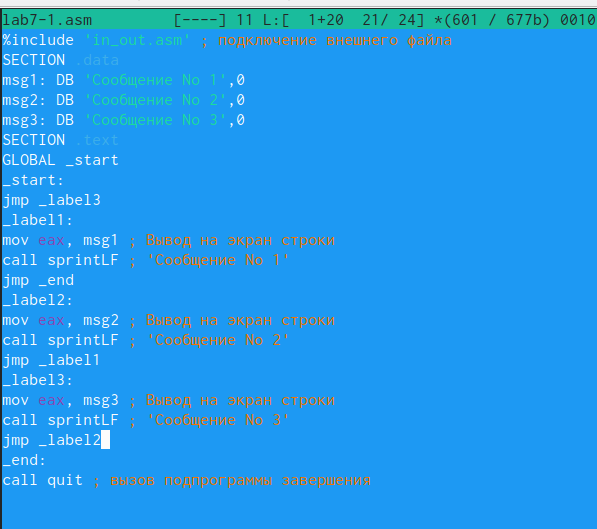 lab7-1.asm [----] 11 L:[ 1+20 21/ 24] *(601 / 677b) 0010
%include 'in_out.asm' ; подключение внешнего файла
SECTION .data
msg1: DB 'Сообщение No 1',0
msg2: DB 'Сообщение No 2',0
msg3: DB 'Сообщение No 3',0
SECTION .text
GLOBAL _start
_start:
jmp _label3
_label1:
mov eax, msg1 ; Вывод на экран строки
call sprintLF ; 'Сообщение No 1'
jmp _end
_label2:
mov eax, msg2 ; Вывод на экран строки
call sprintLF ; 'Сообщение No 2'
jmp _label1
_label3:
mov eax, msg3 ; Вывод на экран строки
call sprintLF ; 'Сообщение No 3'
jmp _label2
_end:
call quit ; вызов подпрограммы завершения